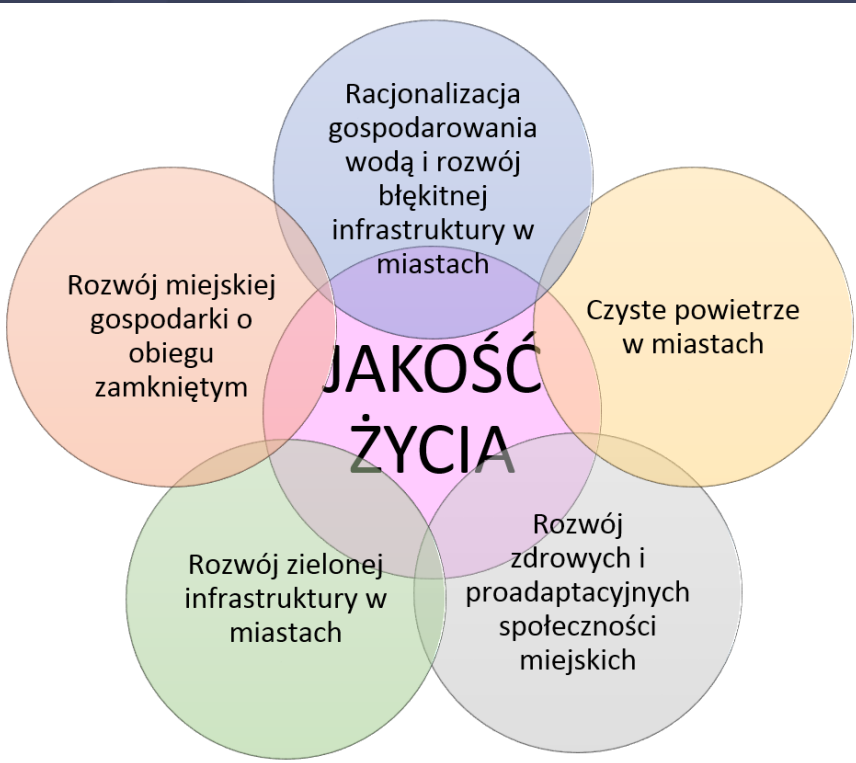 Racjonalizacja
gospodarowania
wodą i rozwój
błękitnej
infrastruktury w
miastach
Rozwój miejskiej
gospodarki o
obiegu
zamkniętym
Czyste powietrze
w miastach
JAKOŚĆ
ŻYCIA
Rozwój zielonej
infrastruktury w
miastach
Rozwój
zdrowych i
proadaptacyjnych
społeczności
miejskich